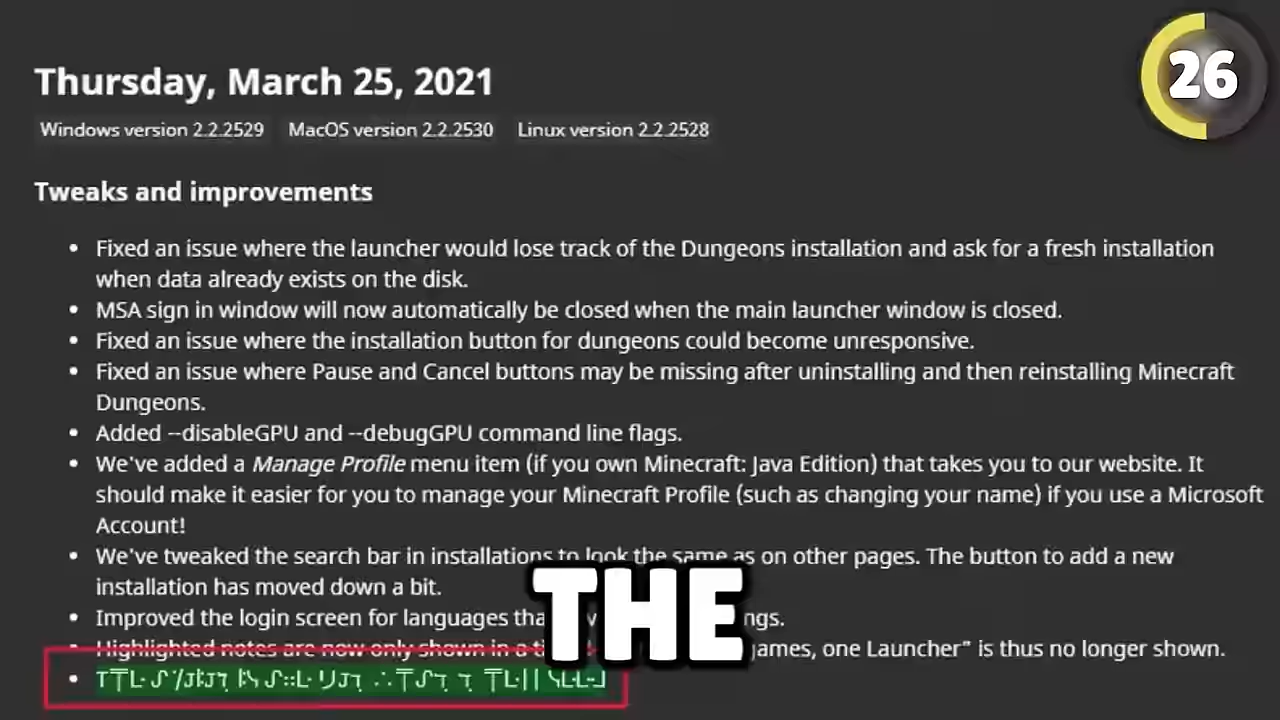 Thursday, March 25, 2021
26
Windows version 2.2.2529 MacOS version 2.2.2530 Linux version 2.2.2528
Tweaks and improvements
• Fixed an issue where the launcher would lose track of the Dungeons installation and ask for a fresh installation
when data already exists on the disk.
• MSA sign in window will now automatically be closed when the main launcher window is closed.
• Fixed an issue where the installation button for dungeons could become unresponsive.
• Fixed an issue where Pause and Cancel buttons may be missing after uninstalling and then reinstalling Minecraft
Dungeons.
• Added --disableGPU and --debugGPU command line flags.
• We've added a Manage Profile menu item (if you own Minecraft: Java Edition) that takes you to our website. It
should make it easier for you to manage your Minecraft Profile (such as changing your name) if you use a Microsoft
Account!
• We've tweaked the search bar in installations to look the same as on other pages. The button to add a new
installation has moved down a bit.
• Improved the login screen for languages
• Highlighted notes are now only shown in a games, one Launcher" is thus no longer shown.
THE